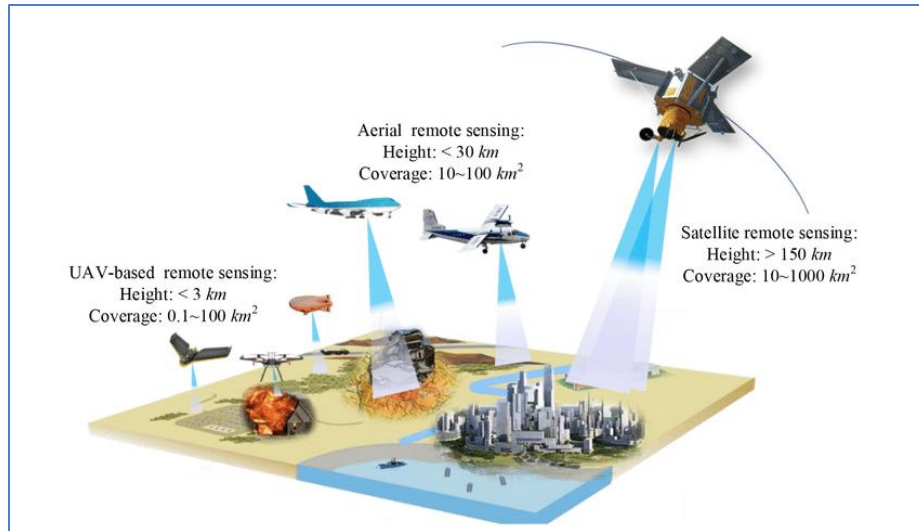 Aerial remote sensing:
Height: < 30 km
Coverage: 10~100 km²
Satellite remote sensing:
Height: > 150 km
Coverage: 10~1000 km²
UAV-based remote sensing:
Height: < 3 km
Coverage: 0.1~100 km²